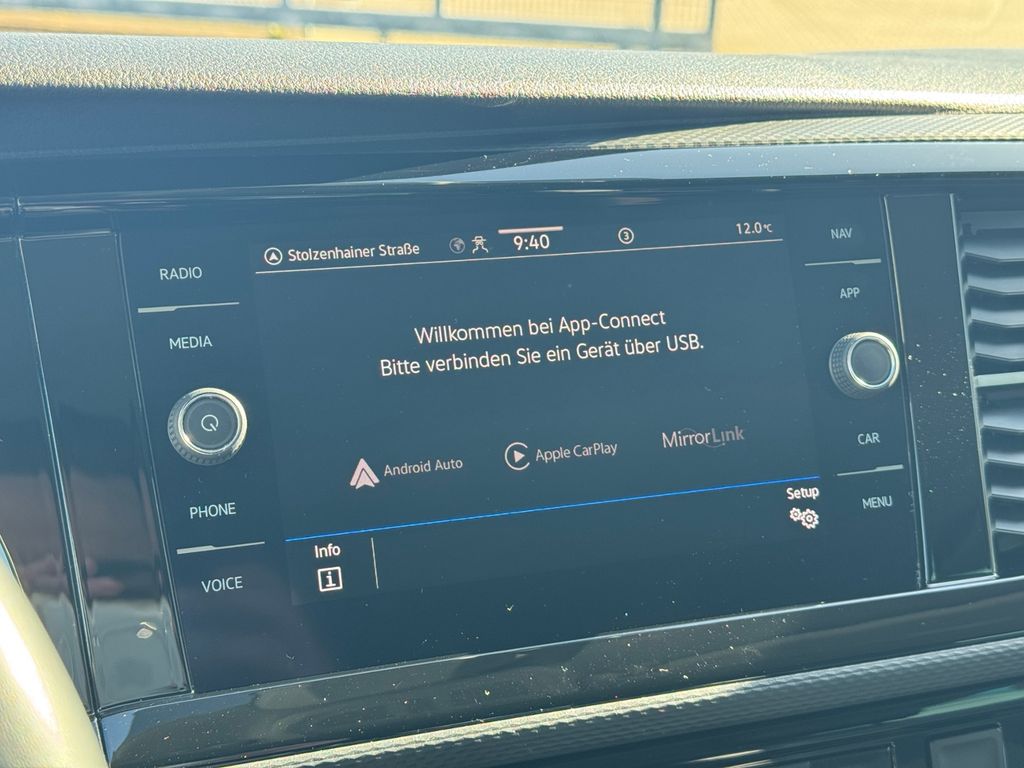 RADIO
MEDIA
PHONE
VOICE
Stolzenhainer Straße
9:40
3
12.0°C
Willkommen bei App-Connect
Bitte verbinden Sie ein Gerät über USB.
Android Auto
Apple CarPlay
MirrorLink
Info
i
Setup
NAV
APP
CAR
MENU